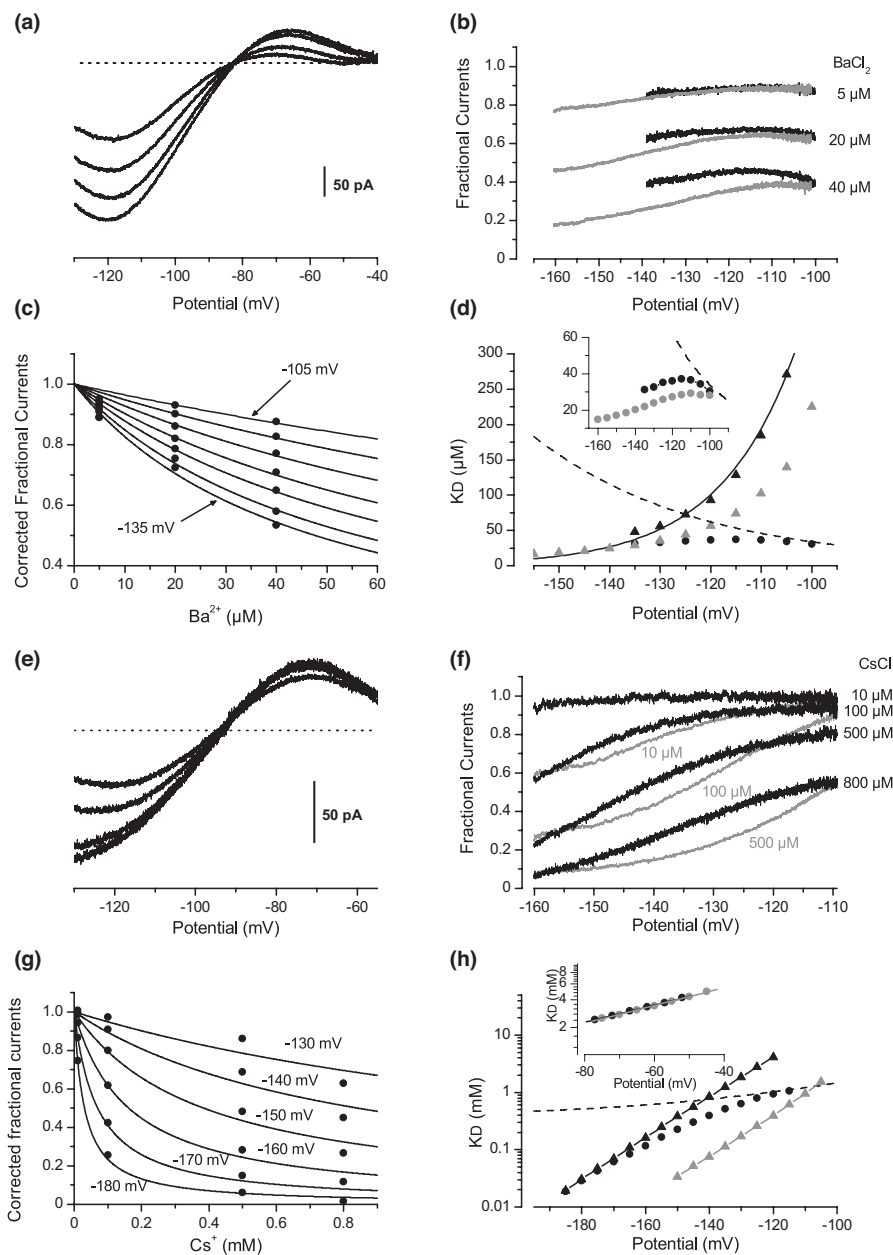 (a)
50 pA
-120 -100 -80 -60 -40
Potential (mV)
(b)
Fractional Currents
1.0
0.8
0.6
0.4
0.2
0
BaCl2
5 µM
20 µM
40 µM
-160 -150 -140 -130 -120 -110 -100
Potential (mV)
(c)
Corrected Fractional Currents
1.0
0.8
0.6
0.4
-105 mV
-135 mV
0 10 20 30 40 50 60
Ba2+ (µM)
(d)
KD (µM)
300
250
200
150
100
50
0
60
40
20
-160 -140 -120 -100
-150 -140 -130 -120 -110 -100
Potential (mV)
(e)
50 pA
-120 -100 -80 -60
Potential (mV)
(f)
Fractional Currents
1.0
0.8
0.6
0.4
0.2
0
CsCl
10 µM
100 µM
500 µM
800 µM
10 µM
100 µM
500 µM
-160 -150 -140 -130 -120 -110
Potential (mV)
(g)
Corrected fractional currents
1.0
0.8
0.6
0.4
0.2
0
-130 mV
-140 mV
-150 mV
-160 mV
-170 mV
-180 mV
0 0.2 0.4 0.6 0.8
Cs+ (mM)
(h)
KD (mM)
8
6
4
2
-80 -70 -60 -50 -40
Potential (mV)
KD (mM)
10
1
0.1
0.01
-180 -160 -140 -120 -100
Potential (mV)